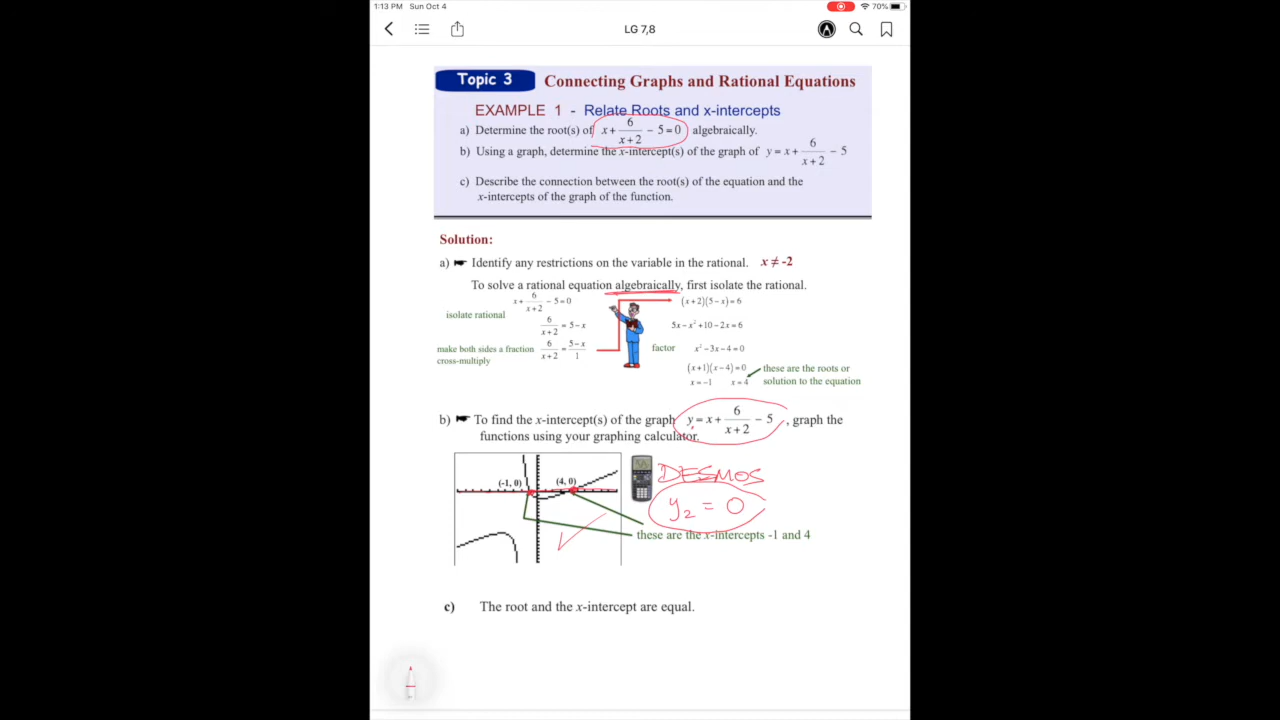 1:13 PM Sun Oct 4 70%
LG 7,8
Topic 3 Connecting Graphs and Rational Equations
EXAMPLE 1 - Relate Roots and x-intercepts
a) Determine the root(s) of x + 6/(x+2) − 5 = 0 algebraically.
b) Using a graph, determine the x-intercept(s) of the graph of y = x + 6/(x+2) − 5
c) Describe the connection between the root(s) of the equation and the
x-intercepts of the graph of the function.
Solution:
a) Identify any restrictions on the variable in the rational. x ≠ -2
To solve a rational equation algebraically, first isolate the rational.
x + 6/(x+2) − 5 = 0
isolate rational
6/(x+2) = 5 − x
make both sides a fraction
cross-multiply
6/(x+2) = (5−x)/1
(x+2)(5−x) = 6
5x − x² + 10 − 2x = 6
factor x² − 3x − 4 = 0
(x+1)(x−4) = 0
x = −1 x = 4
these are the roots or
solution to the equation
b) To find the x-intercept(s) of the graph y = x + 6/(x+2) − 5 , graph the
functions using your graphing calculator.
(-1, 0) (4, 0)
DESMOS
y₂ = 0
these are the x-intercepts -1 and 4
c) The root and the x-intercept are equal.